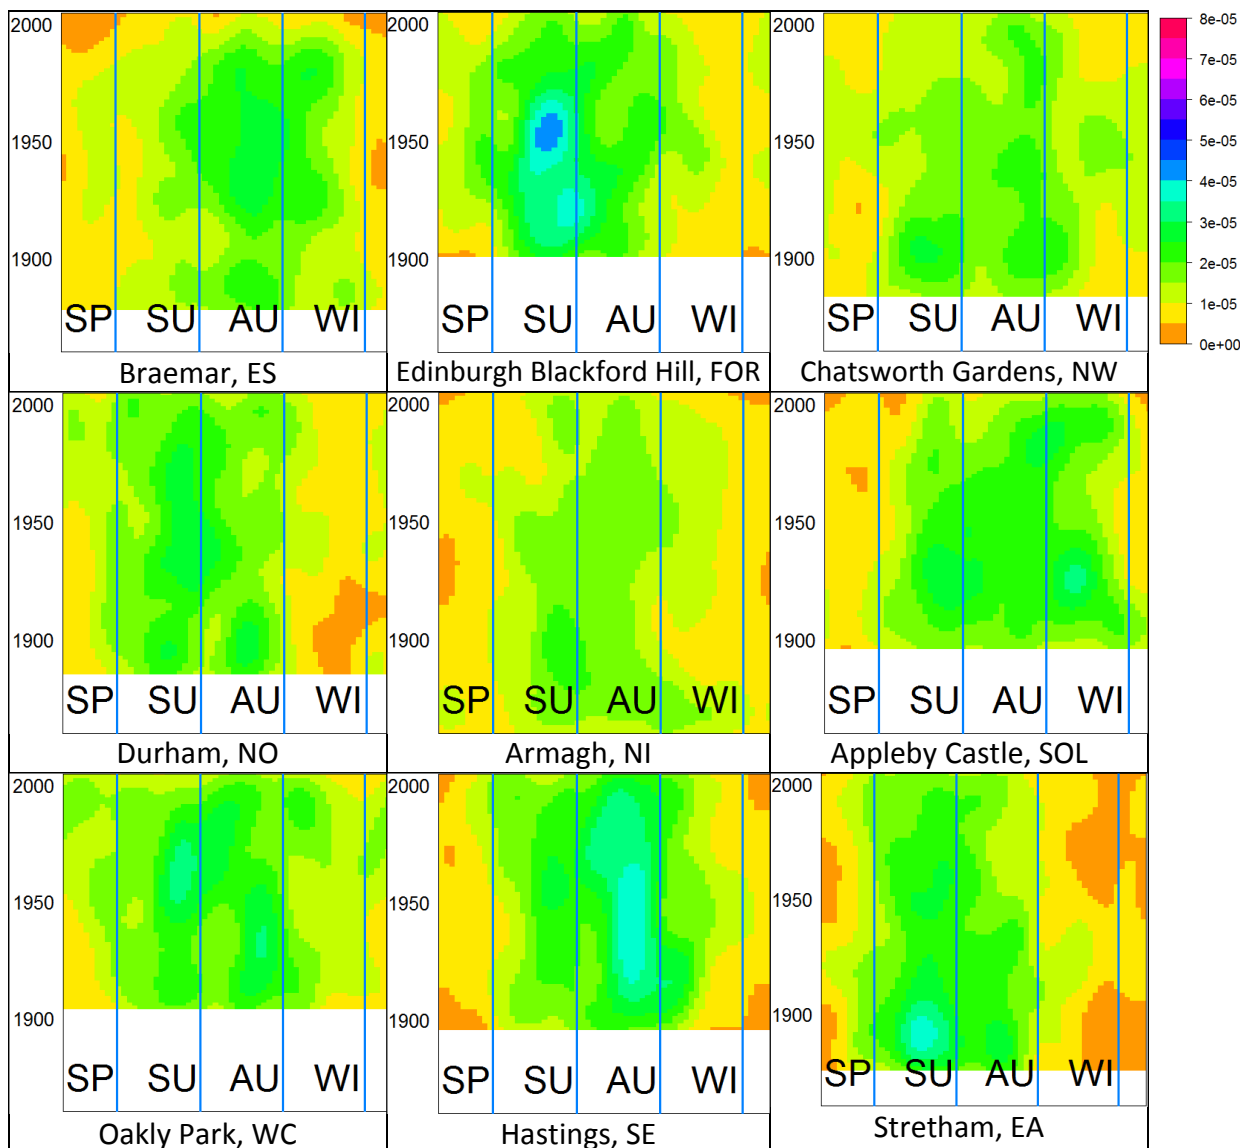 2000
1950
1900
SP SU AU WI
Braemar, ES
2000
1950
1900
SP SU AU WI
Edinburgh Blackford Hill, FOR
2000
1950
1900
SP SU AU WI
Chatsworth Gardens, NW
8e-05
7e-05
6e-05
5e-05
4e-05
3e-05
2e-05
1e-05
0e+00
2000
1950
1900
SP SU AU WI
Durham, NO
2000
1950
1900
SP SU AU WI
Armagh, NI
2000
1950
1900
SP SU AU WI
Appleby Castle, SOL
2000
1950
1900
SP SU AU WI
Oakly Park, WC
2000
1950
1900
SP SU AU WI
Hastings, SE
2000
1950
1900
SP SU AU WI
Stretham, EA